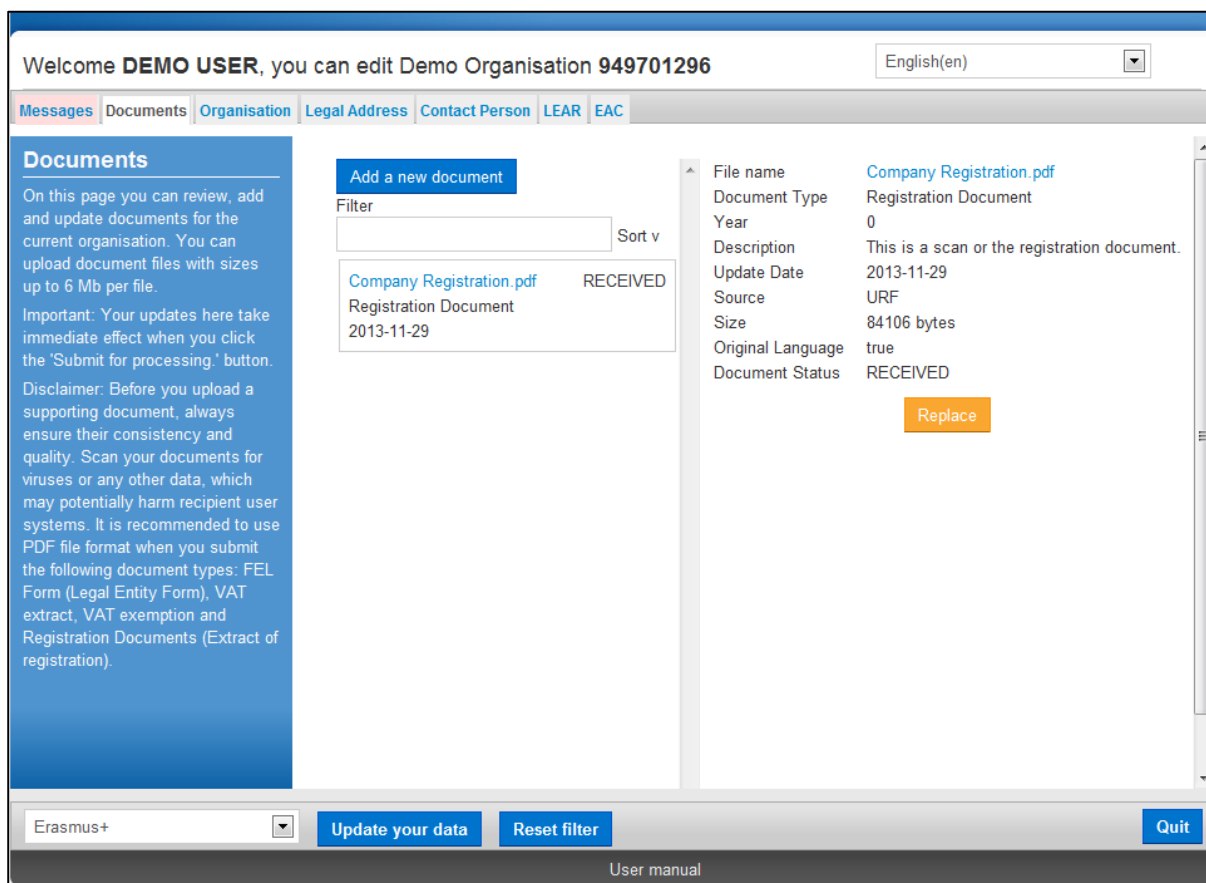 Welcome DEMO USER, you can edit Demo Organisation 949701296
English(en)
Messages Documents Organisation Legal Address Contact Person LEAR EAC
Documents
On this page you can review, add
and update documents for the
current organisation. You can
upload document files with sizes
up to 6 Mb per file.
Important: Your updates here take
immediate effect when you click
the 'Submit for processing.' button.
Disclaimer: Before you upload a
supporting document, always
ensure their consistency and
quality. Scan your documents for
viruses or any other data, which
may potentially harm recipient user
systems. It is recommended to use
PDF file format when you submit
the following document types: FEL
Form (Legal Entity Form), VAT
extract, VAT exemption and
Registration Documents (Extract of
registration).
Add a new document
Filter
Sort v
Company Registration.pdf RECEIVED
Registration Document
2013-11-29
File name Company Registration.pdf
Document Type Registration Document
Year 0
Description This is a scan or the registration document.
Update Date 2013-11-29
Source URF
Size 84106 bytes
Original Language true
Document Status RECEIVED
Replace
Erasmus+
Update your data
Reset filter
Quit
User manual